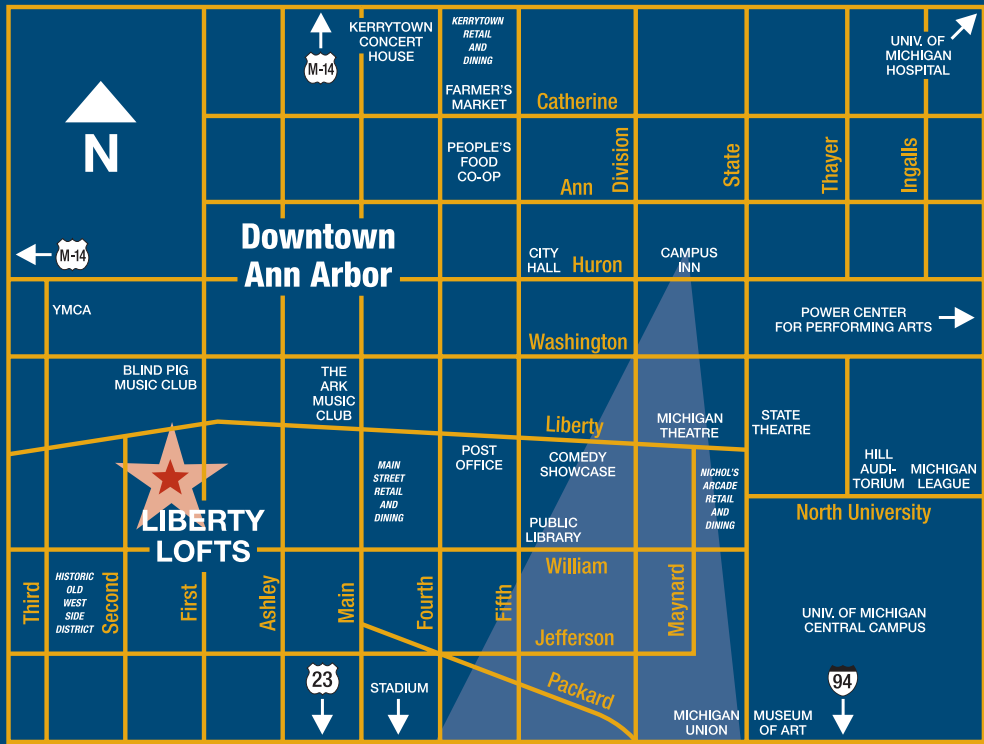 M-14
KERRYTOWN
CONCERT
HOUSE
KERRYTOWN
RETAIL
AND
DINING
UNIV. OF
MICHIGAN
HOSPITAL
FARMER'S
MARKET
Catherine
N
PEOPLE'S
FOOD
CO-OP
Ann
Division
State
Thayer
Ingalls
M-14
Downtown
Ann Arbor
CITY
HALL
Huron
CAMPUS
INN
YMCA
POWER CENTER
FOR PERFORMING ARTS
Washington
BLIND PIG
MUSIC CLUB
THE
ARK
MUSIC
CLUB
Liberty
MICHIGAN
THEATRE
STATE
THEATRE
POST
OFFICE
COMEDY
SHOWCASE
MAIN
STREET
RETAIL
AND
DINING
NICHOL'S
ARCADE
RETAIL
AND
DINING
HILL
AUDI-
TORIUM
MICHIGAN
LEAGUE
LIBERTY
LOFTS
PUBLIC
LIBRARY
North University
William
Third
HISTORIC
OLD
WEST
SIDE
DISTRICT
Second
First
Ashley
Main
Fourth
Fifth
Maynard
UNIV. OF MICHIGAN
CENTRAL CAMPUS
Jefferson
23
STADIUM
Packard
94
MICHIGAN
UNION
MUSEUM
OF ART